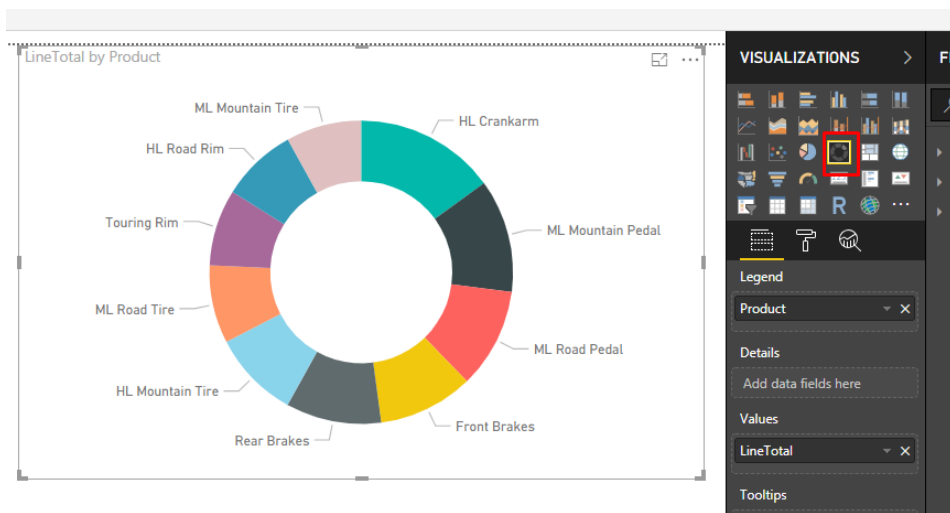 LineTotal by Product
ML Mountain Tire
HL Crankarm
HL Road Rim
Touring Rim
ML Mountain Pedal
ML Road Tire
ML Road Pedal
HL Mountain Tire
Front Brakes
Rear Brakes
VISUALIZATIONS
R
Legend
Product
Details
Add data fields here
Values
LineTotal
Tooltips
F